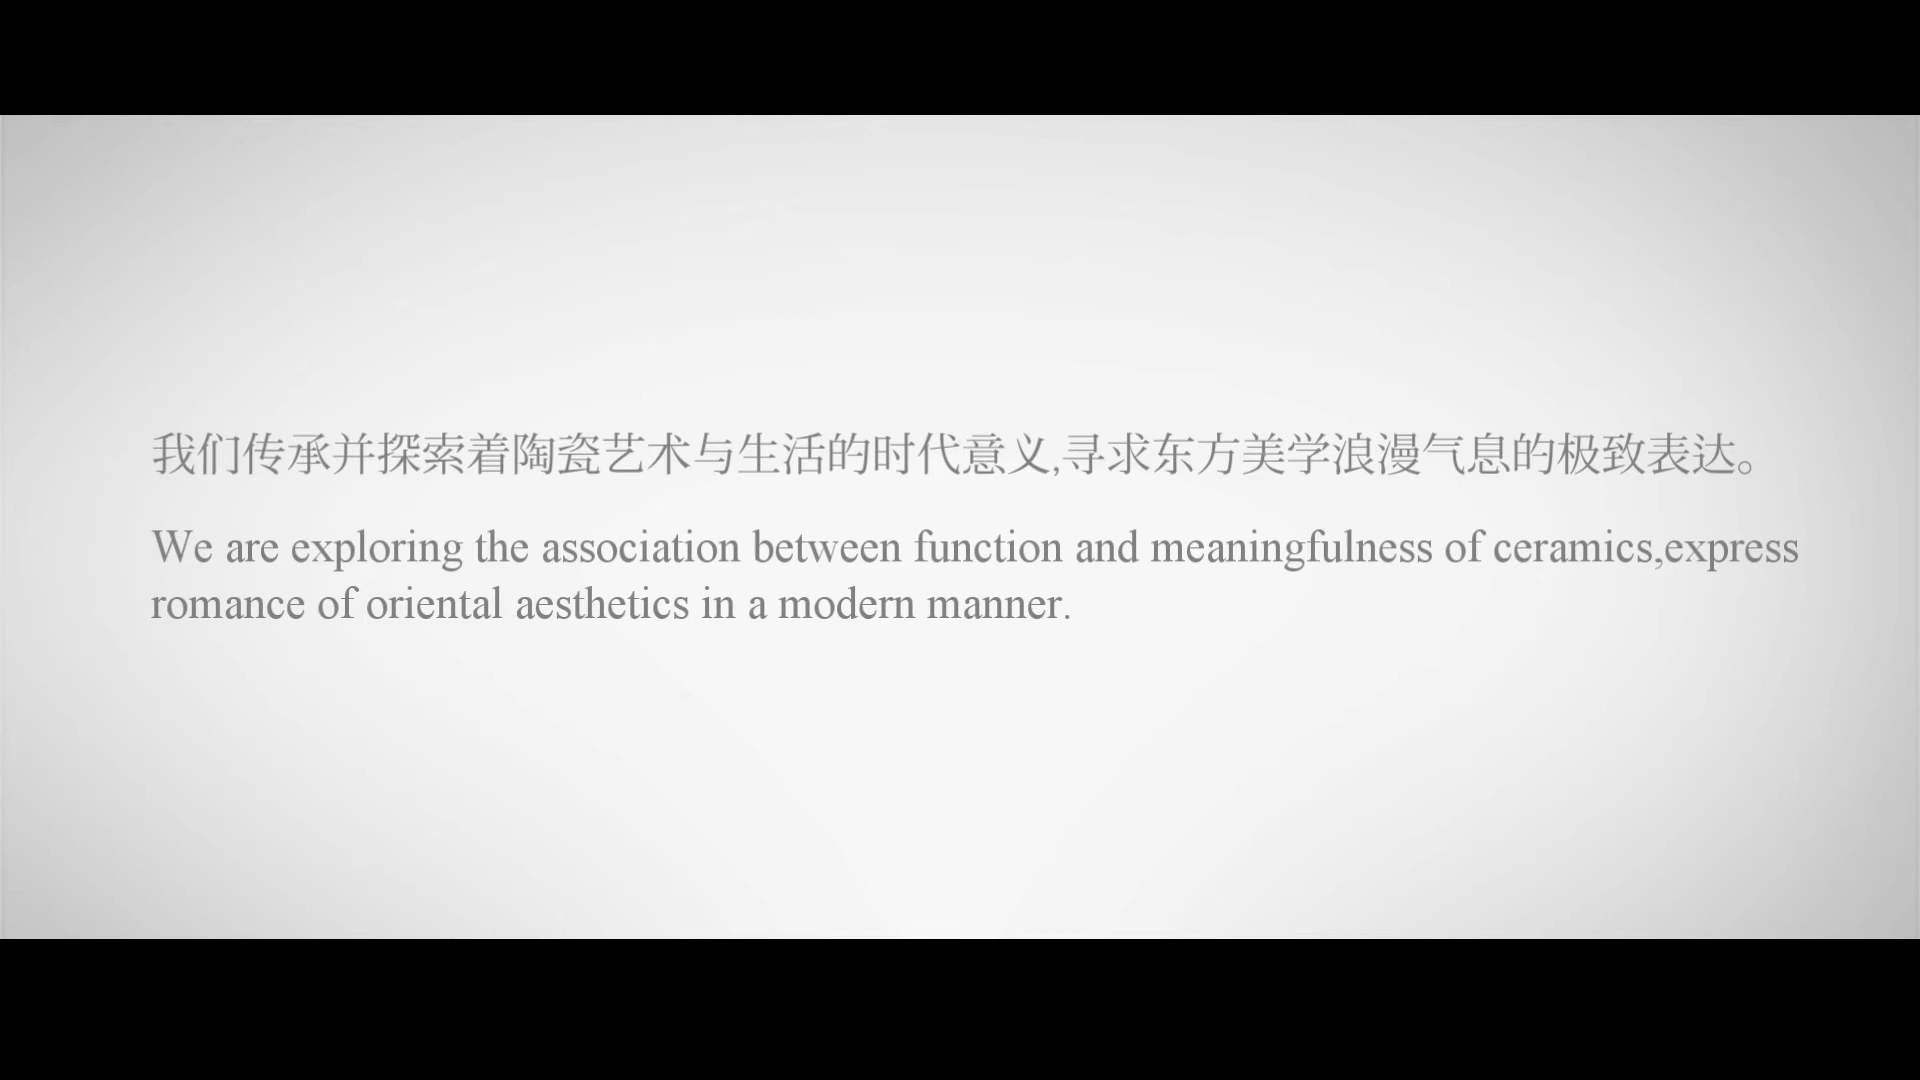 我们传承并探索着陶瓷艺术与生活的时代意义,寻求东方美学浪漫气息的极致表达。
We are exploring the association between function and meaningfulness of ceramics,express
romance of oriental aesthetics in a modern manner.